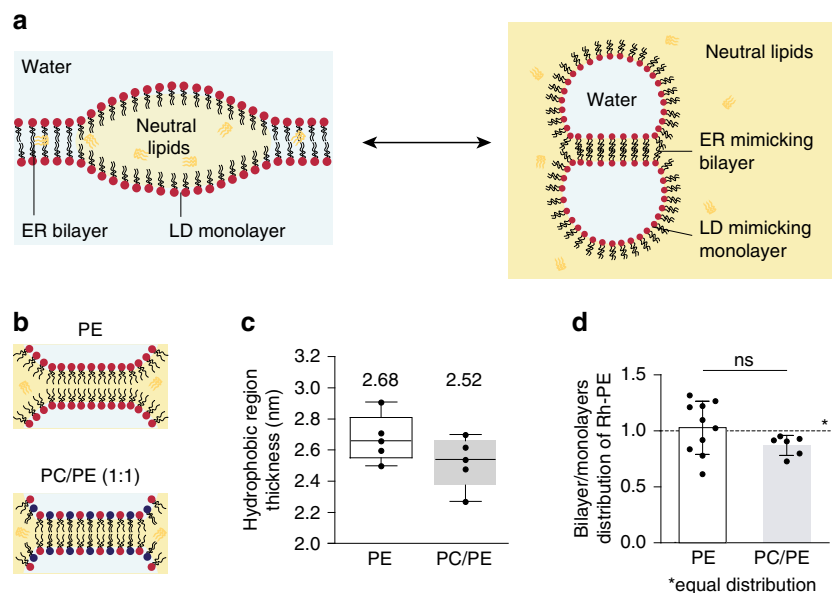 a
Water
Neutral
lipids
ER bilayer
LD monolayer
Neutral lipids
Water
ER mimicking
bilayer
LD mimicking
monolayer
b
PE
PC/PE (1:1)
c
Hydrophobic region
thickness (nm)
3.2
3.0
2.8
2.6
2.4
2.2
2.0
2.68
2.52
PE
PC/PE
d
Bilayer/monolayers
distribution of Rh-PE
ns
1.5
1.0
0.5
0.0
*
PE
PC/PE
*equal distribution